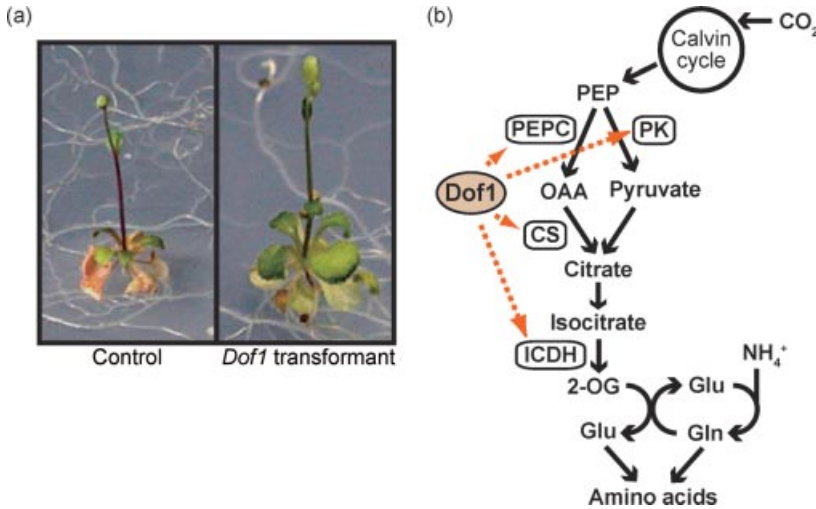 (a)
Control
Dof1 transformant
(b)
CO2
Calvin
cycle
PEP
PEPC
PK
Dof1
OAA
Pyruvate
CS
Citrate
Isocitrate
ICDH
NH4+
2-OG
Glu
Glu
Gln
Amino acids